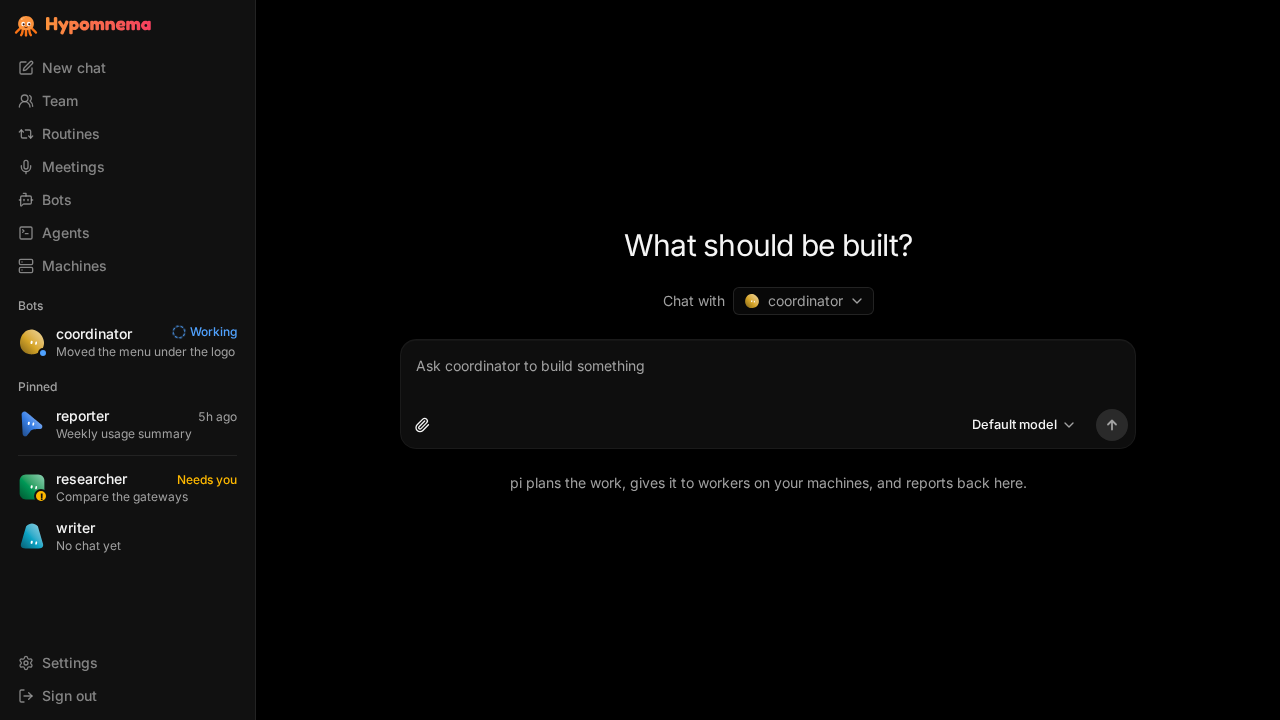 Hypomnema
New chat
Team
Routines
Meetings
Bots
Agents
Machines
Bots
coordinator
Working
Moved the menu under the logo
Pinned
reporter
5h ago
Weekly usage summary
researcher
Needs you
Compare the gateways
writer
No chat yet
Settings
Sign out
What should be built?
Chat with
coordinator
Ask coordinator to build something
Default model
pi plans the work, gives it to workers on your machines, and reports back here.